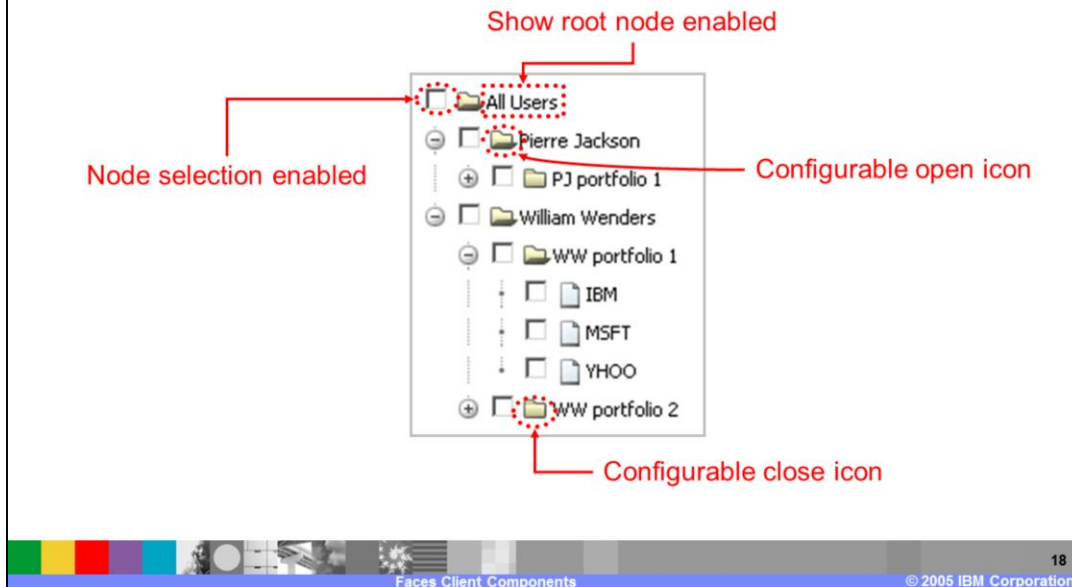 Show root node enabled
All Users
Pierre Jackson
Node selection enabled
Configurable open icon
PJ portfolio 1
William Wenders
WW portfolio 1
IBM
MSFT
YHOO
WW portfolio 2
Configurable close icon
18
Faces Client Components
© 2005 IBM Corporation